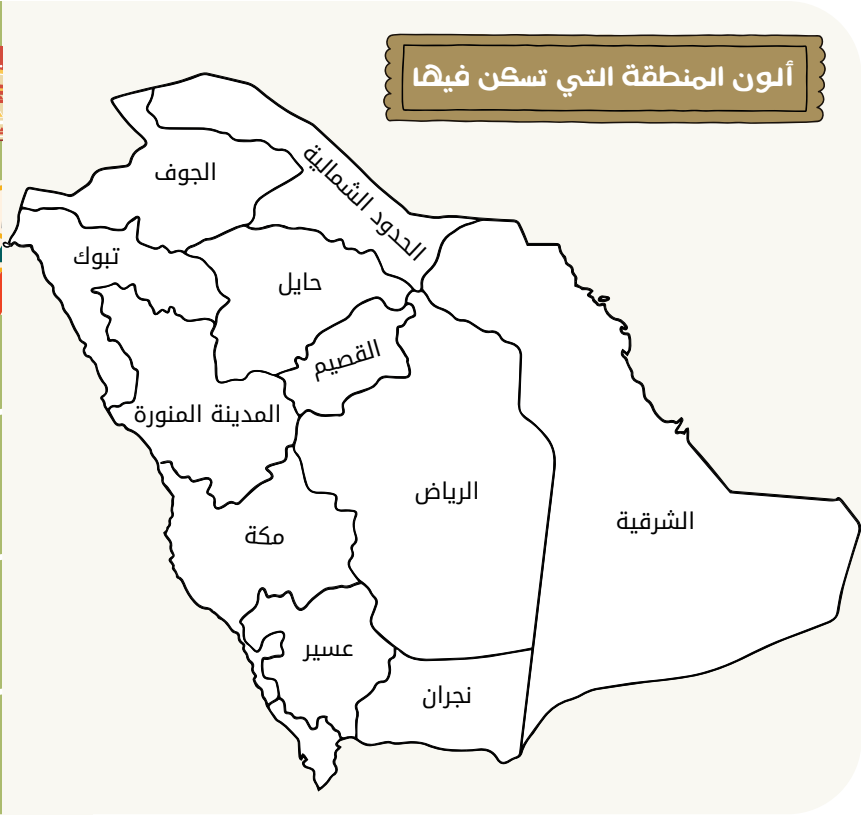 ألون المنطقة التي تسكن فيها
الجوف
الحدود الشمالية
تبوك
حايل
القصيم
المدينة المنورة
الرياض
الشرقية
مكة
عسير
نجران